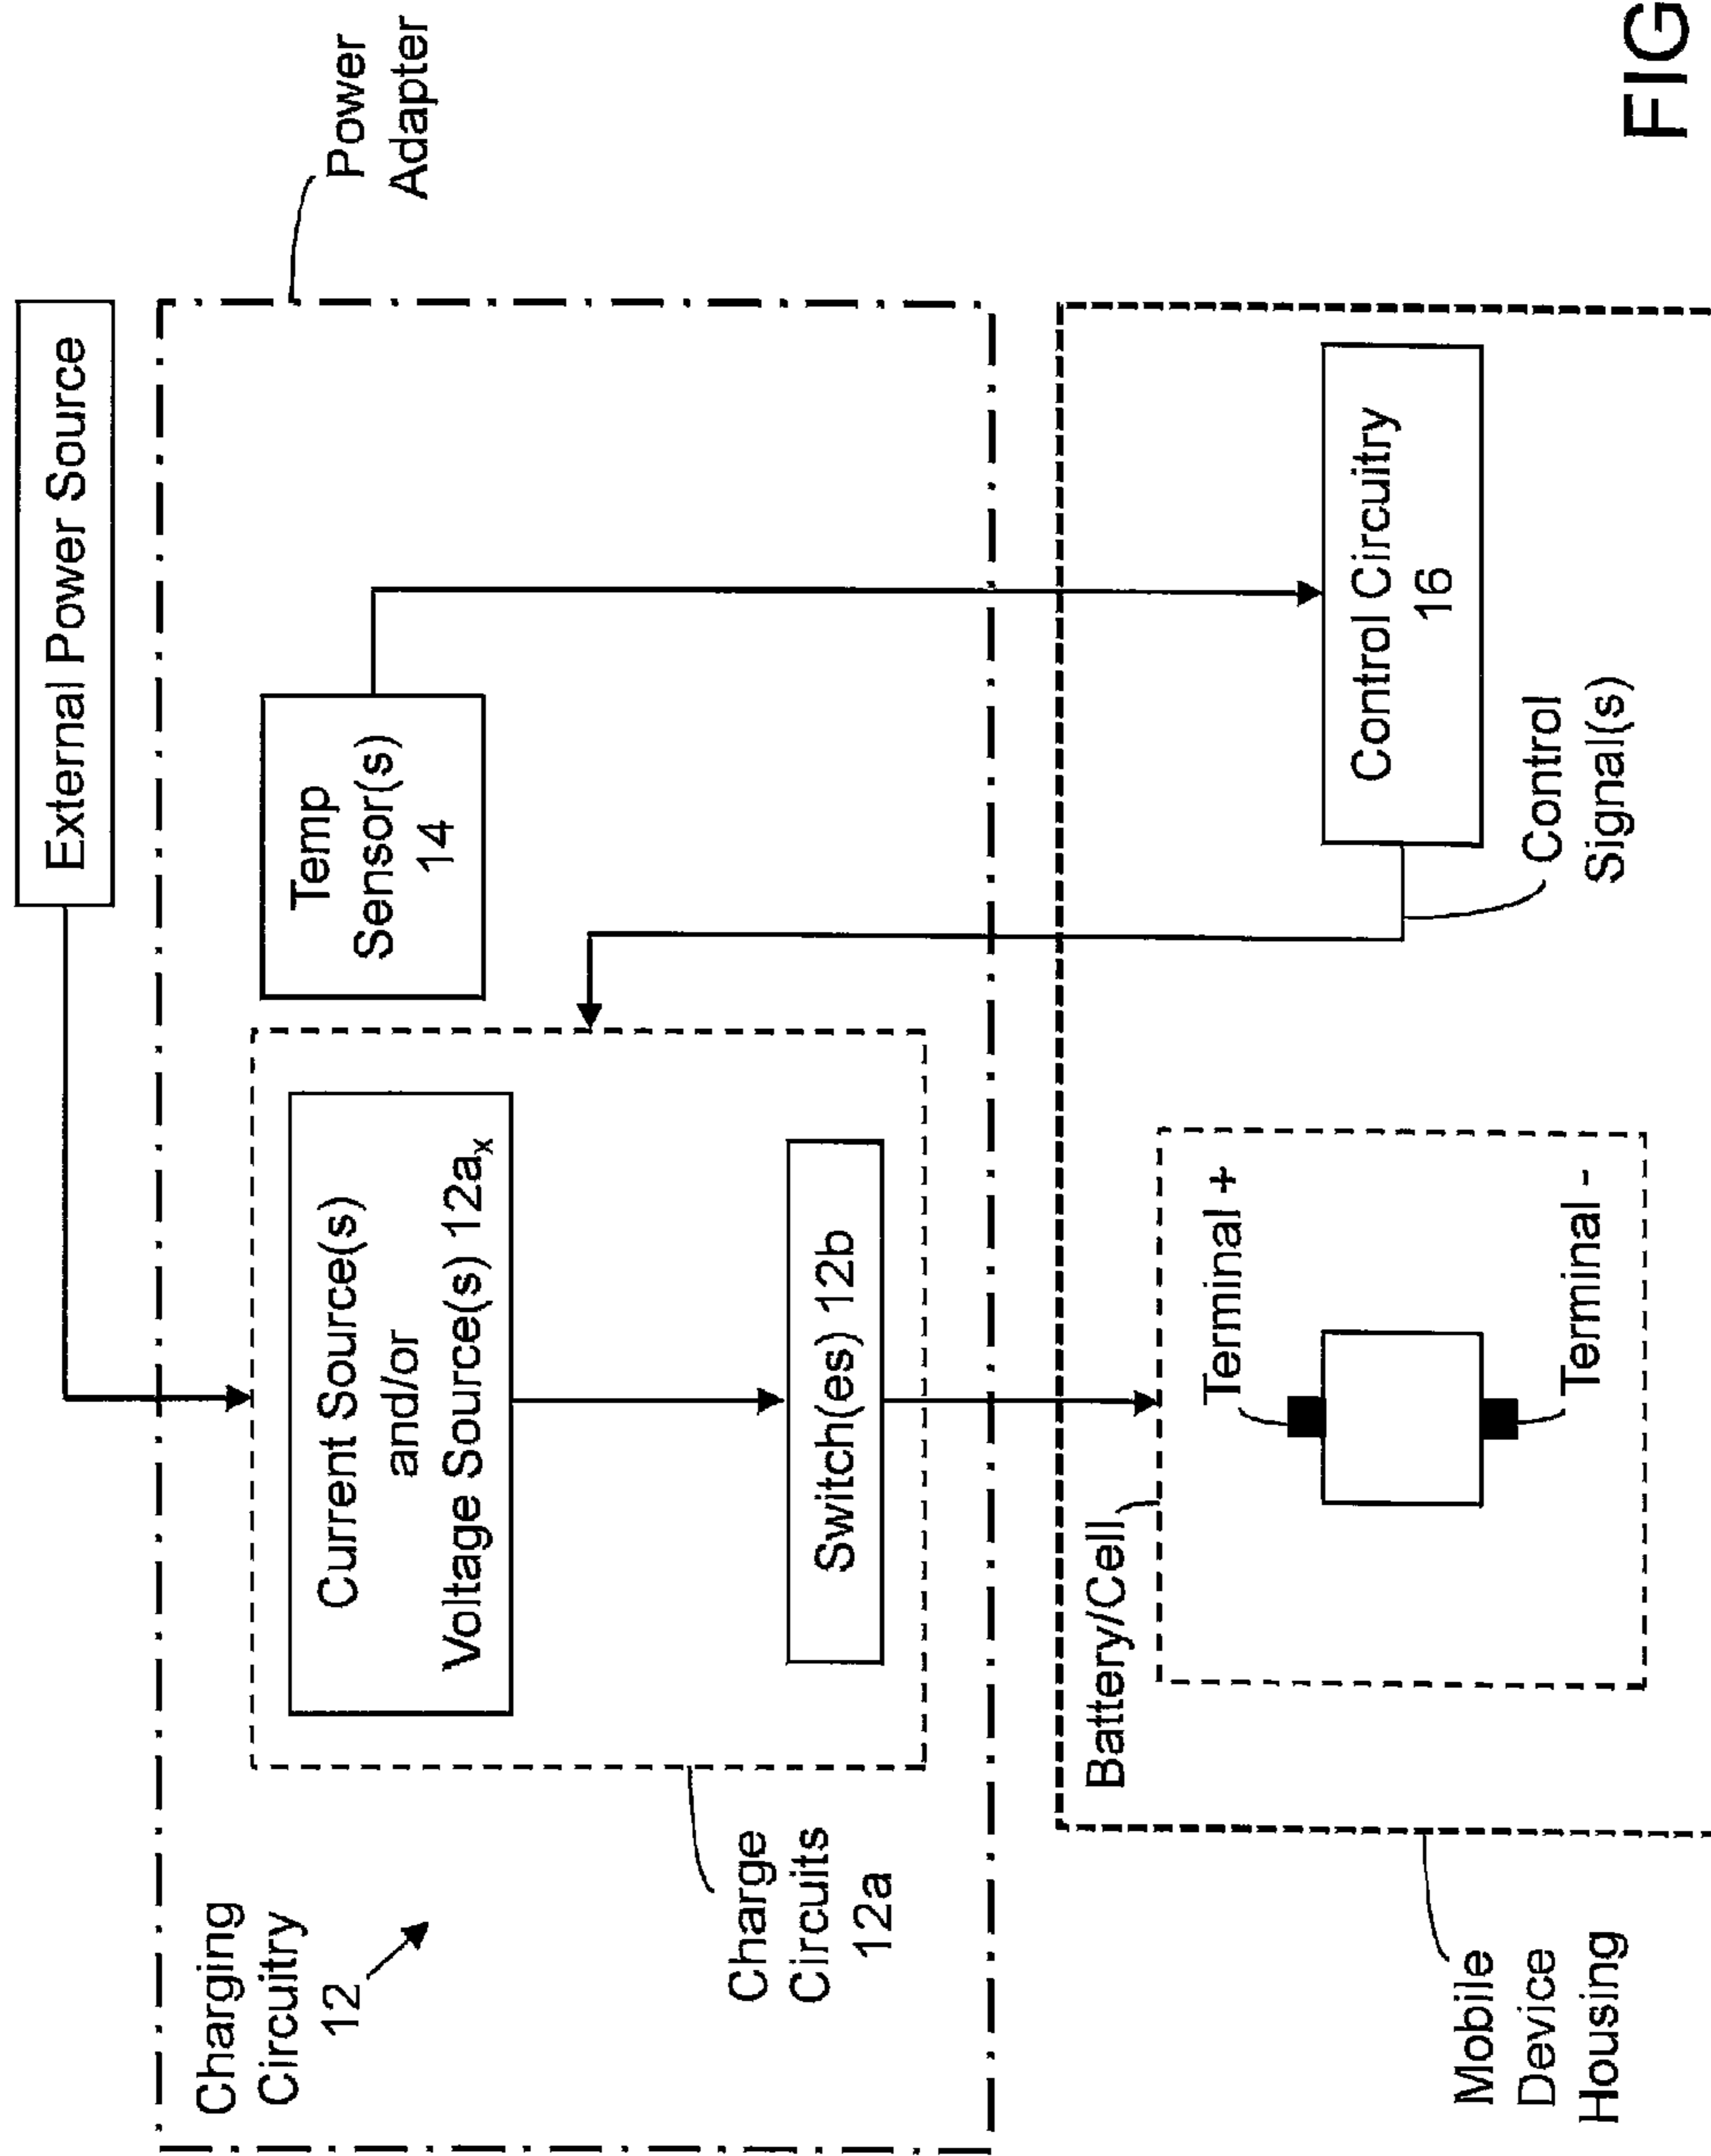 External Power Source
Power
Adapter
Charging
Circuitry
12
Temp
Sensor(s)
14
Current Source(s)
and/or
Voltage Source(s) 12aₓ
Switch(es) 12b
Charge
Circuits
12a
Battery/Cell
Terminal +
Terminal -
Control Circuitry
16
Control
Signal(s)
Mobile
Device
Housing
FIG